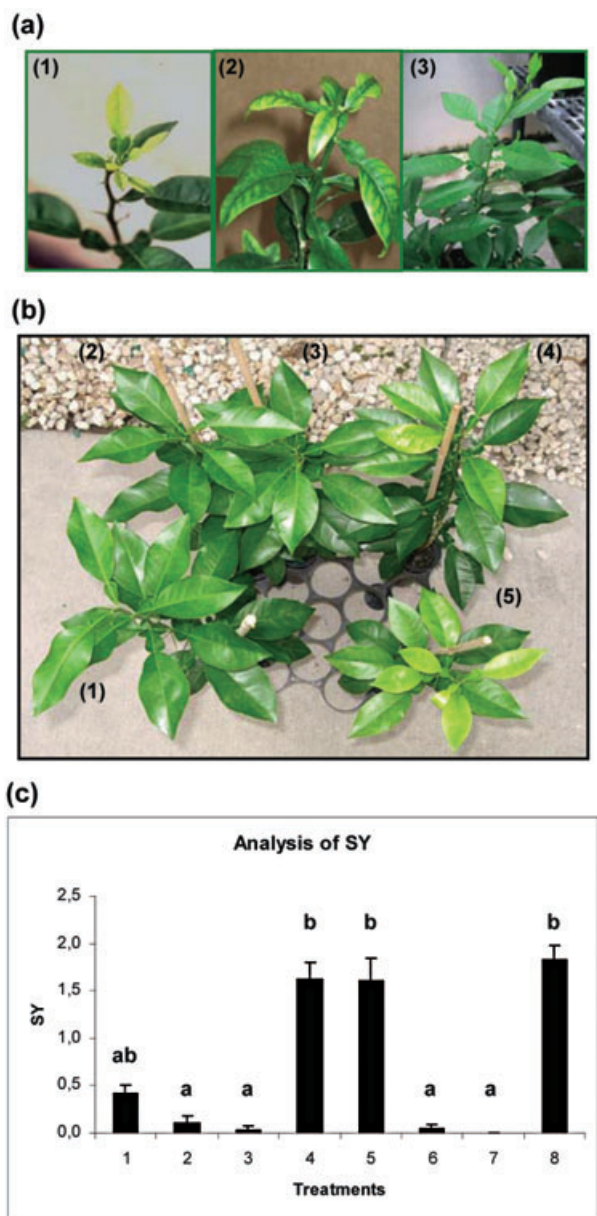 (a)
(1) (2) (3)
(b)
(2) (3) (4)
(5)
(1)
(c)
Analysis of SY
2,5
2,0
1,5
1,0
0,5
0,0
SY
ab a a b b a a b
1 2 3 4 5 6 7 8
Treatments